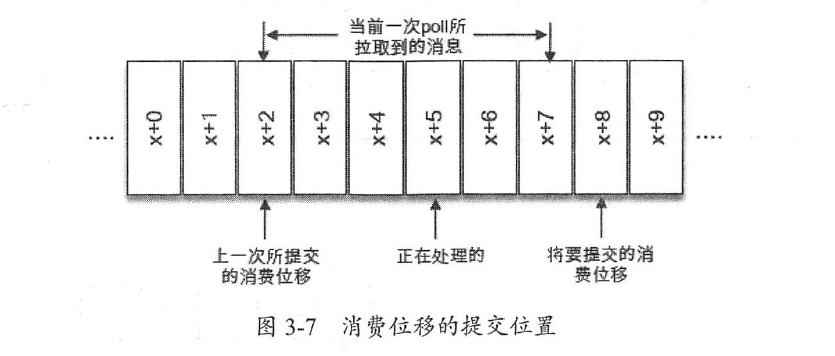 当前一次poll所
拉取到的消息
.... x+0 x+1 x+2 x+3 x+4 x+5 x+6 x+7 x+8 x+9 ....
上一次所提交
的消费位移
正在处理的
将要提交的消
费位移
图 3-7 消费位移的提交位置